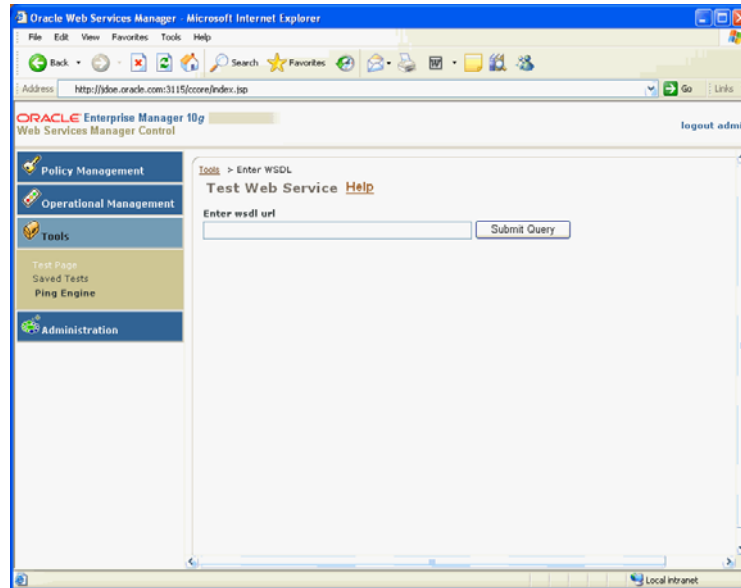 Oracle Web Services Manager - Microsoft Internet Explorer
File Edit View Favorites Tools Help
Back Search Favorites
Address http://jdoe.oracle.com:3115/ccore/index.jsp Go Links
ORACLE Enterprise Manager 10g
Web Services Manager Control
logout admi
Policy Management
Operational Management
Tools
Test Page
Saved Tests
Ping Engine
Administration
Tools > Enter WSDL
Test Web Service Help
Enter wsdl url
Submit Query
Local intranet